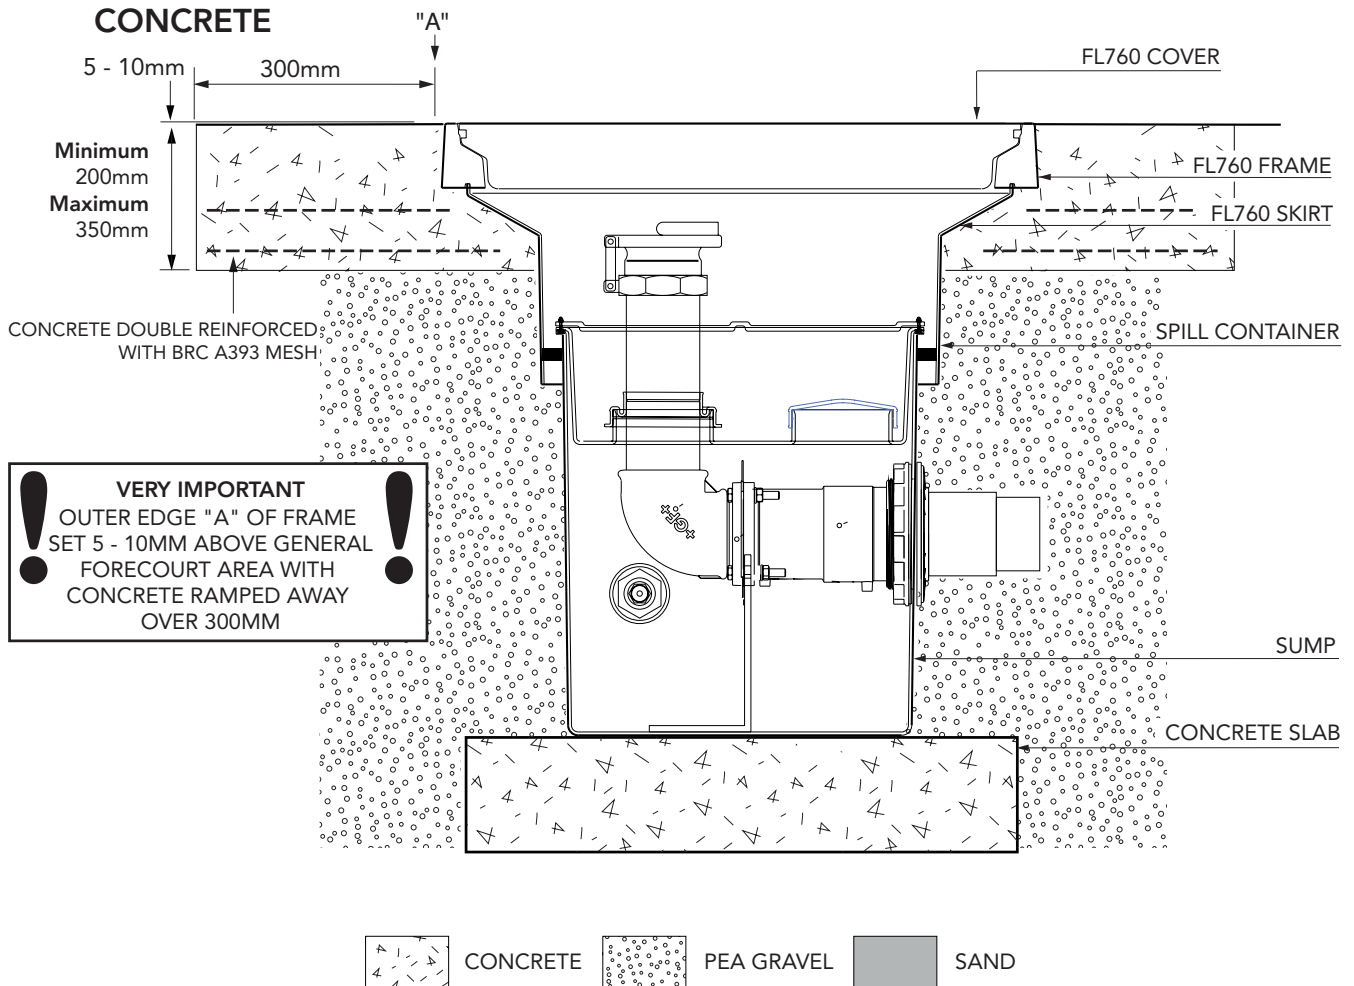 CONCRETE
"A"
5 - 10mm
300mm
FL760 COVER
Minimum
200mm
Maximum
350mm
FL760 FRAME
FL760 SKIRT
CONCRETE DOUBLE REINFORCED
WITH BRC A393 MESH
SPILL CONTAINER
VERY IMPORTANT
OUTER EDGE "A" OF FRAME
SET 5 - 10MM ABOVE GENERAL
FORECOURT AREA WITH
CONCRETE RAMPED AWAY
OVER 300MM
+GF+
SUMP
CONCRETE SLAB
CONCRETE
PEA GRAVEL
SAND